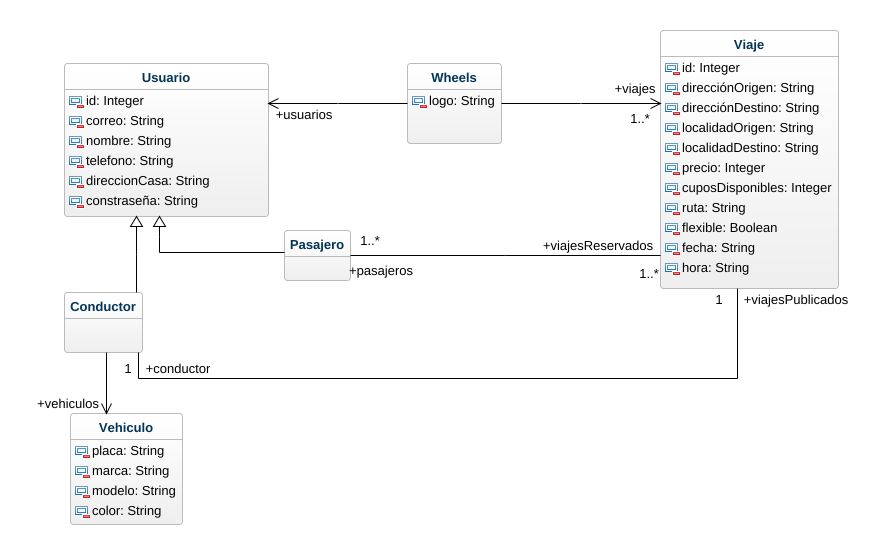 Usuario
id: Integer
correo: String
nombre: String
telefono: String
direccionCasa: String
constraseña: String
+usuarios
Wheels
logo: String
+viajes
1..*
Viaje
id: Integer
direcciónOrigen: String
direcciónDestino: String
localidadOrigen: String
localidadDestino: String
precio: Integer
cuposDisponibles: Integer
ruta: String
flexible: Boolean
fecha: String
hora: String
Pasajero
1..*
+pasajeros
+viajesReservados
1..*
Conductor
1
+conductor
1
+viajesPublicados
+vehiculos
Vehiculo
placa: String
marca: String
modelo: String
color: String